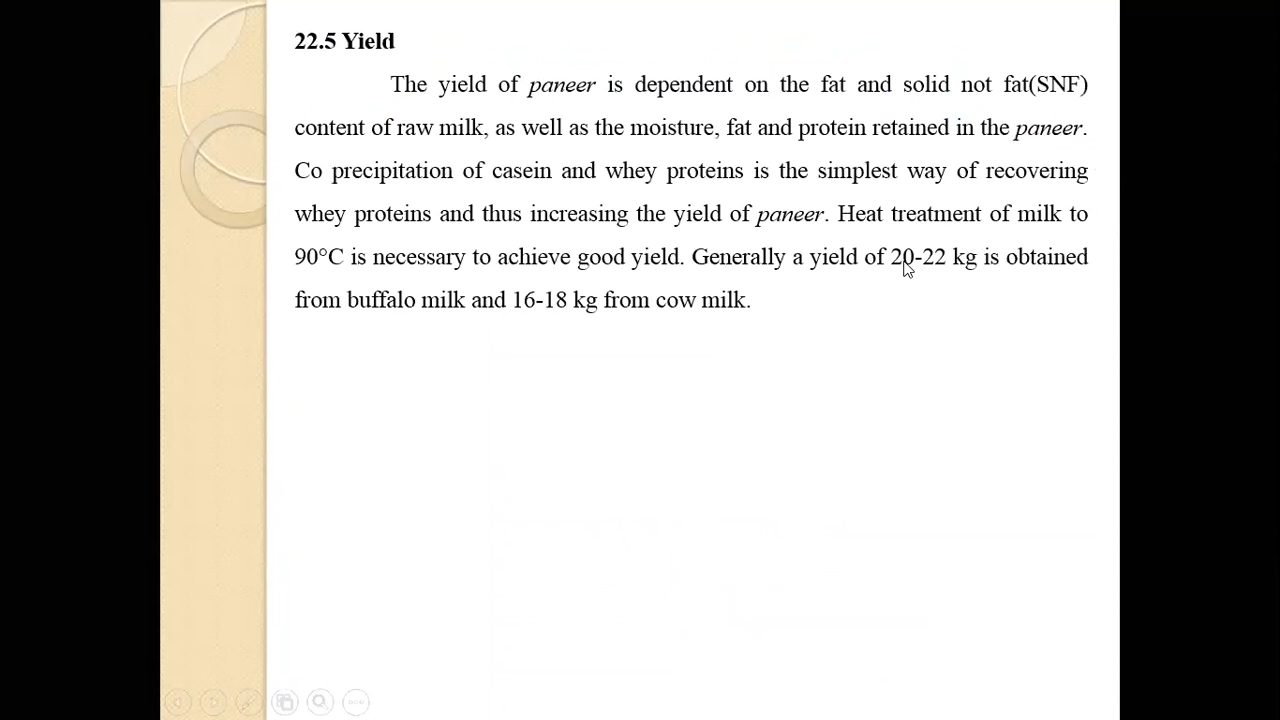 22.5 Yield
The yield of paneer is dependent on the fat and solid not fat(SNF)
content of raw milk, as well as the moisture, fat and protein retained in the paneer.
Co precipitation of casein and whey proteins is the simplest way of recovering
whey proteins and thus increasing the yield of paneer. Heat treatment of milk to
90°C is necessary to achieve good yield. Generally a yield of 20-22 kg is obtained
from buffalo milk and 16-18 kg from cow milk.